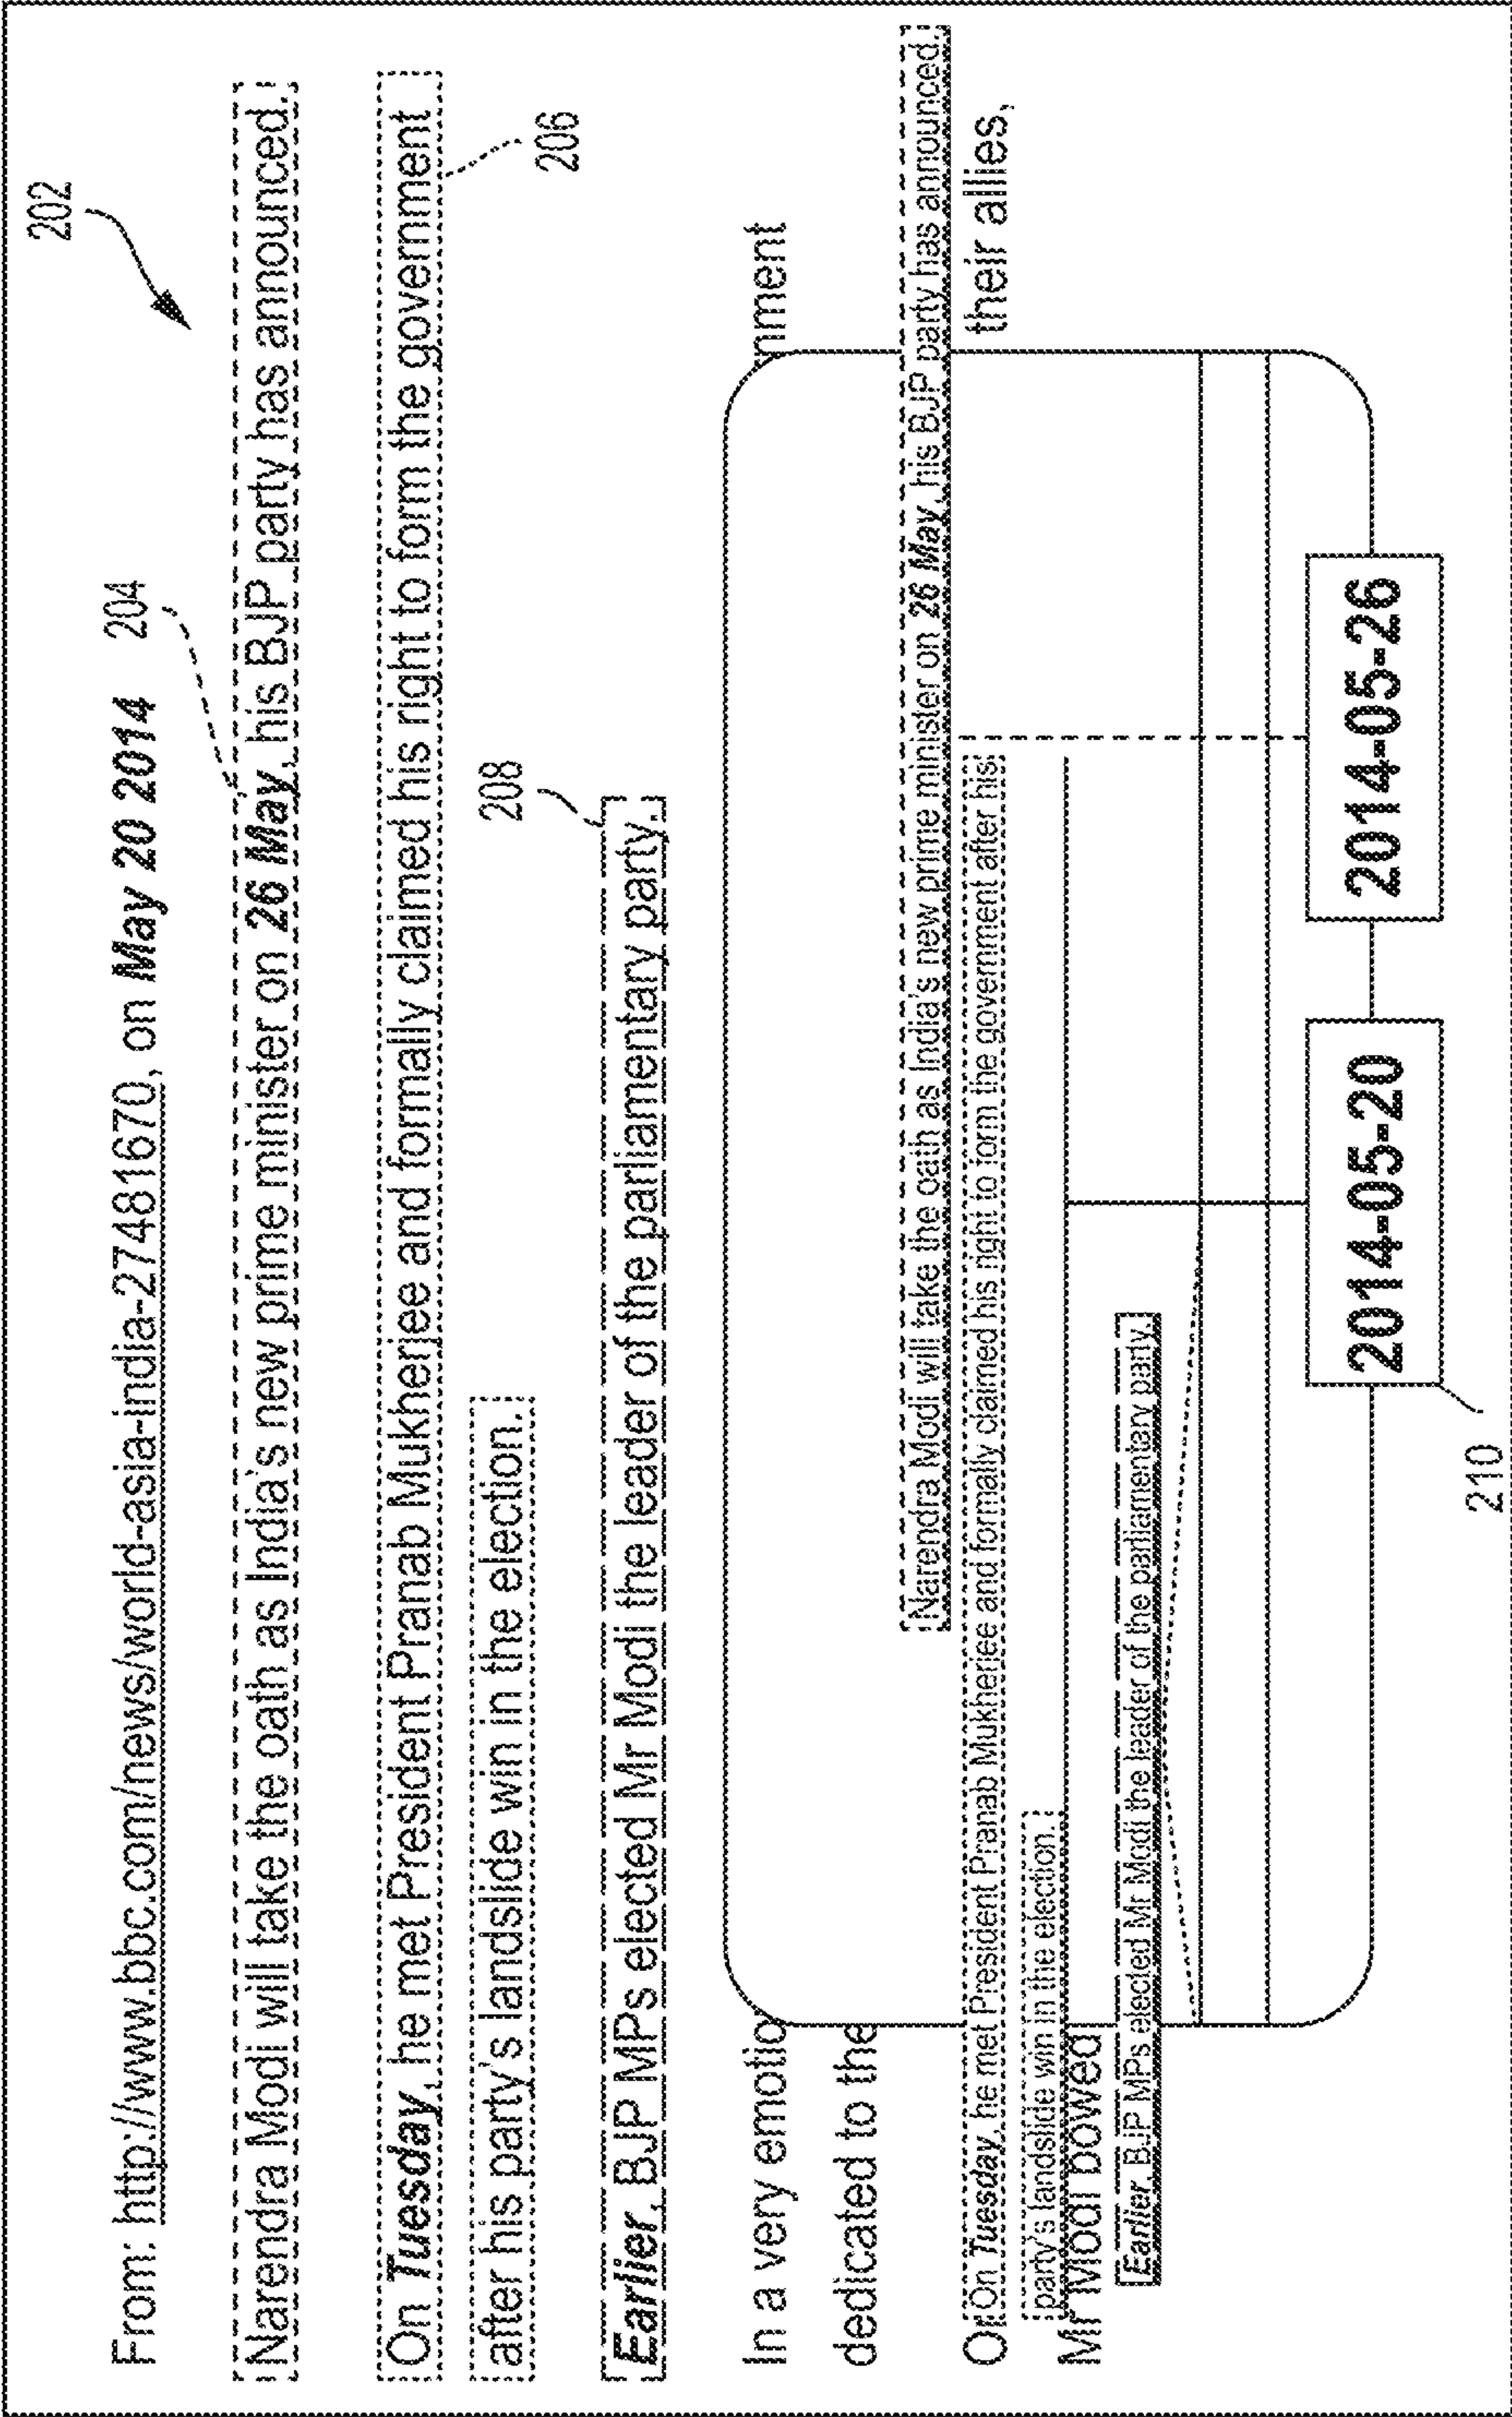 202
From: http://www.bbc.com/news/world-asia-india-27481670, on May 20 2014
204
Narendra Modi will take the oath as India's new prime minister on 26 May, his BJP party has announced.
On Tuesday, he met President Pranab Mukherjee and formally claimed his right to form the government
after his party's landslide win in the election.
206
208
Earlier, BJP MPs elected Mr Modi the leader of the parliamentary party.
In a very emotio
nment
dedicated to the
Narendra Modi will take the oath as India's new prime minister on 26 May, his BJP party has announced.
On Tuesday, he met President Pranab Mukherjee and formally claimed his right to form the government after his
their allies,
party's landslide win in the election.
Mr Modi bowed
Earlier, BJP MPs elected Mr Modi the leader of the parliamentary party.
2014-05-20
2014-05-26
210